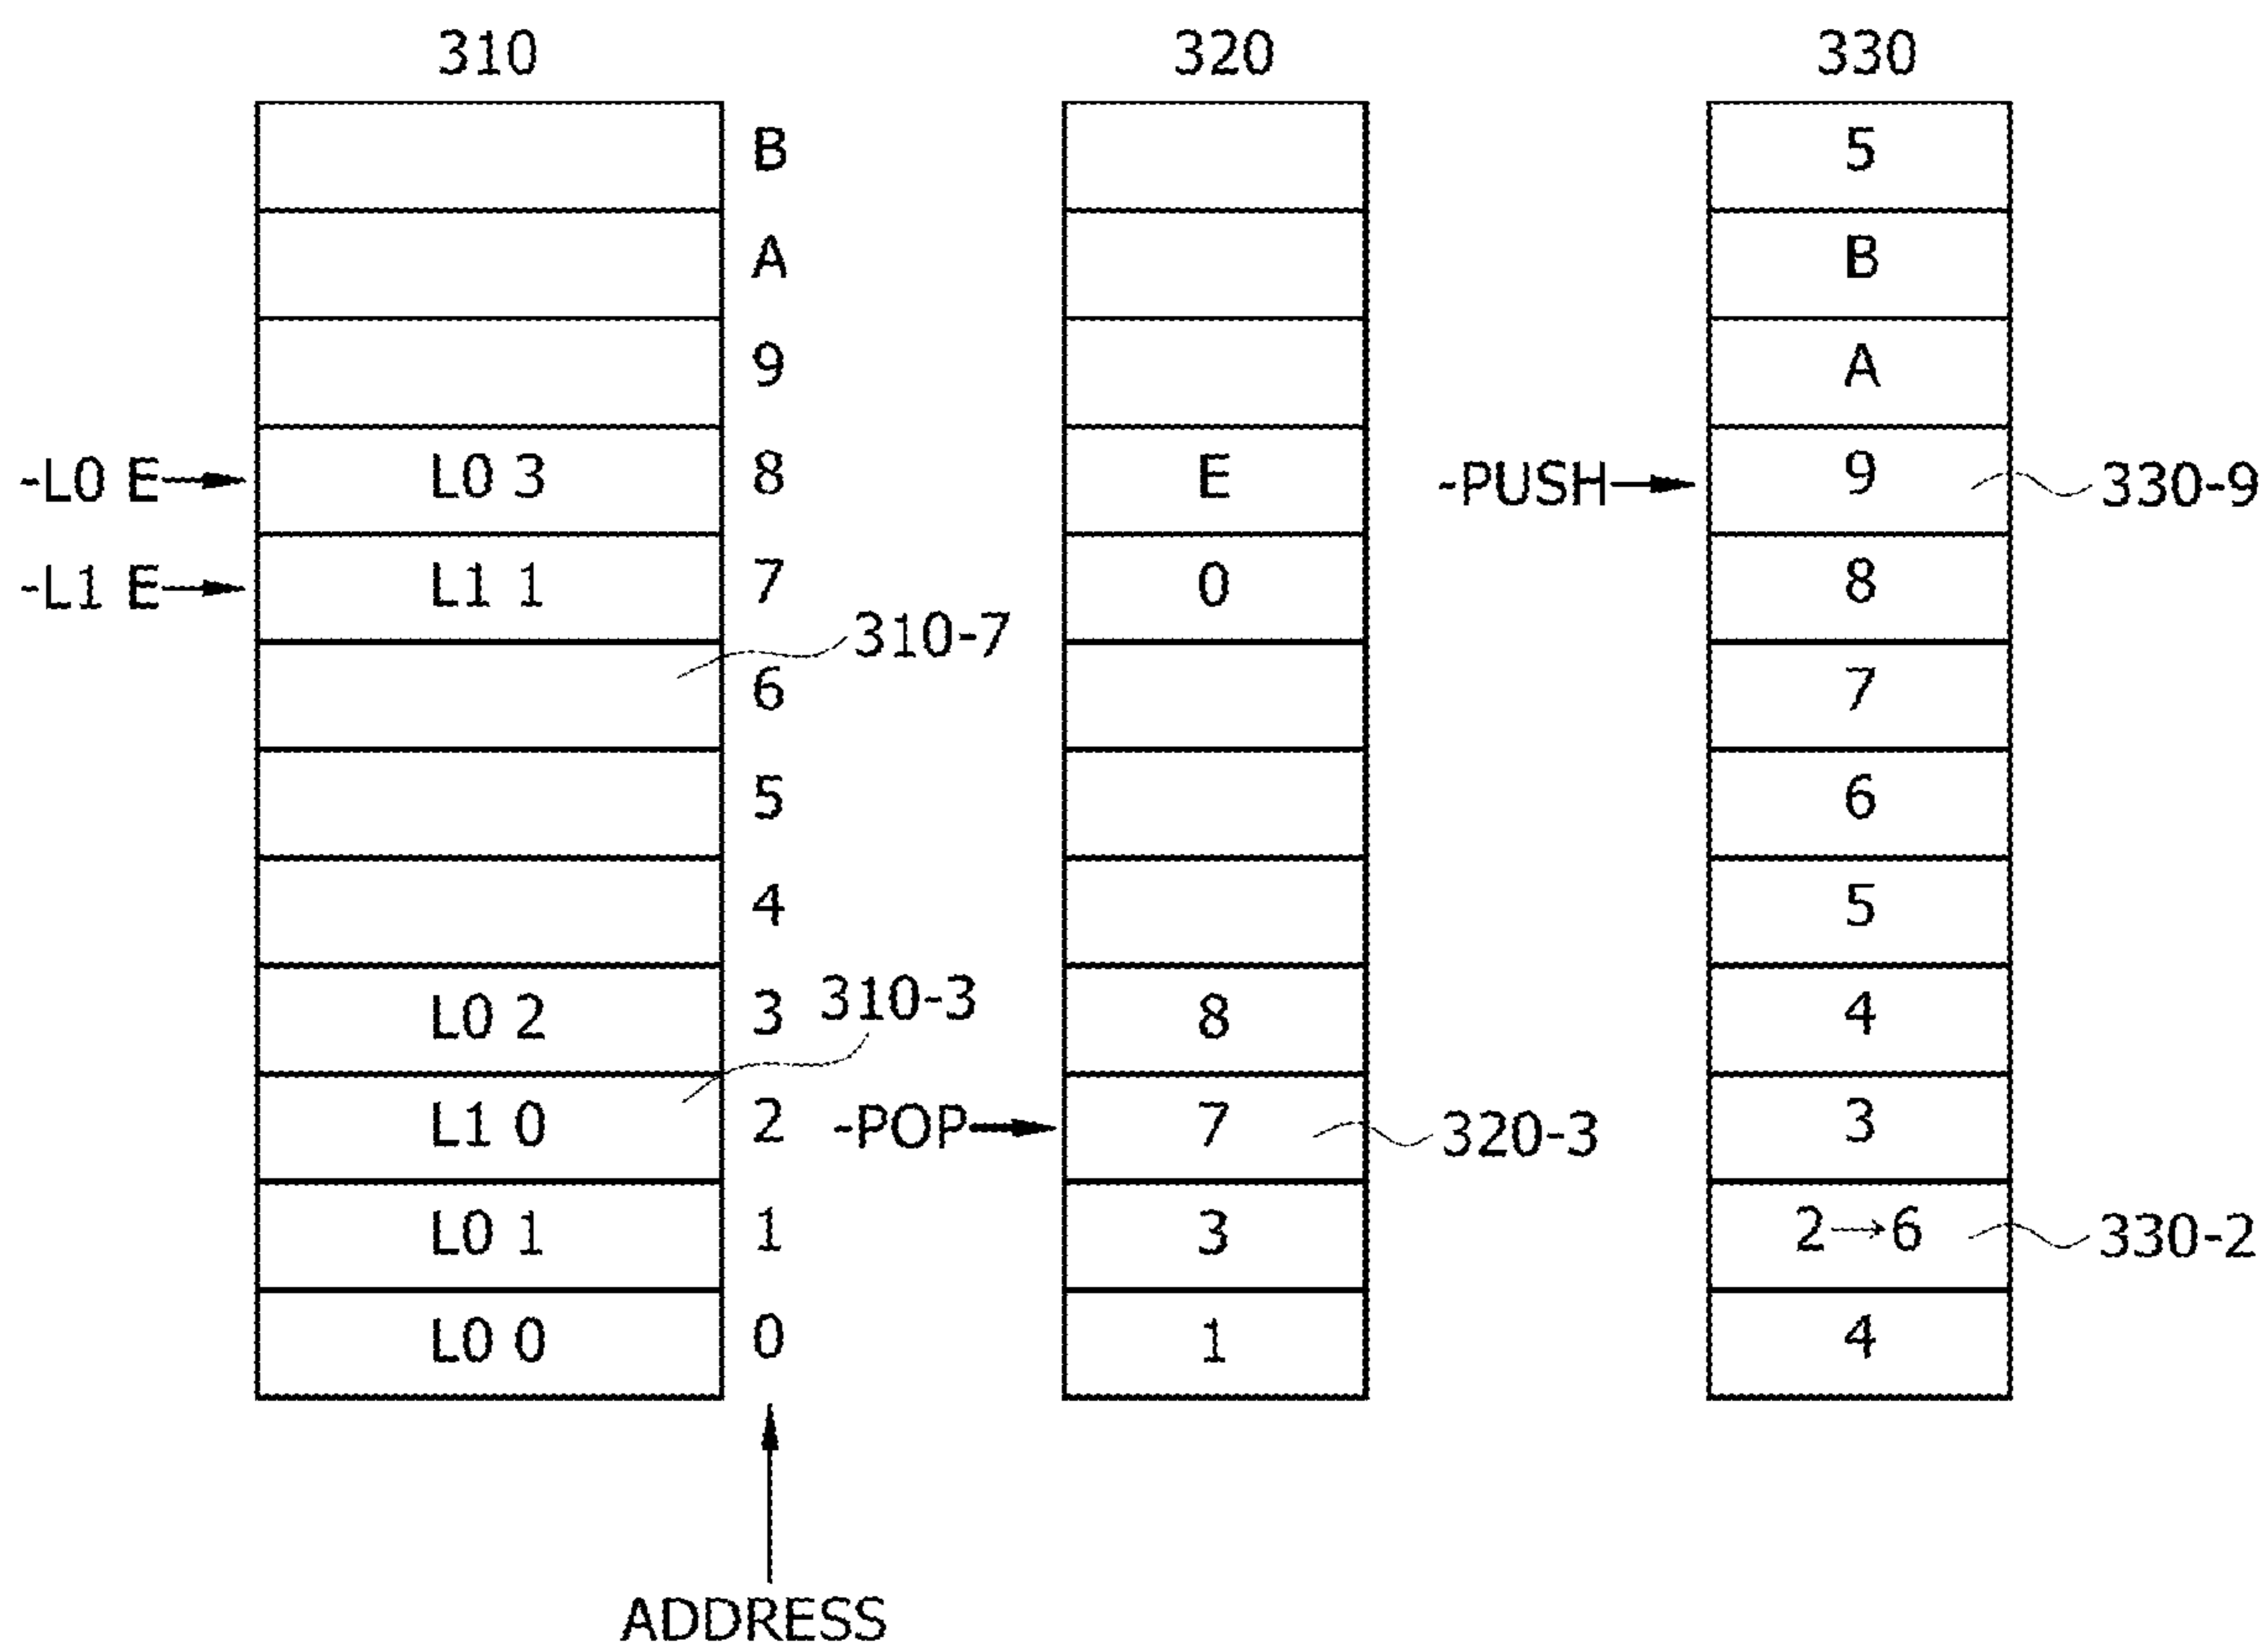 310 320 330
B 5
A B
9 A
-L0 E L0 3 8 E -PUSH 9 330-9
-L1 E L1 1 7 0 8
310-7
6 7
5 6
4 5
L0 2 3 310-3 8 4
L1 0 2 -POP 7 320-3 3
L0 1 1 3 2→6 330-2
L0 0 0 1 4
ADDRESS